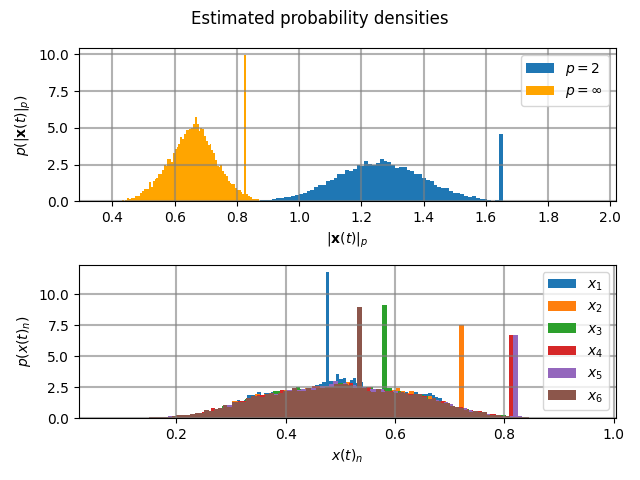 Estimated probability densities
p(|x(t)|ₚ)
10.0
7.5
5.0
2.5
0.0
p = 2
p = ∞
0.4 0.6 0.8 1.0 1.2 1.4 1.6 1.8 2.0
|x(t)|ₚ
p(x(t)ₙ)
10.0
7.5
5.0
2.5
0.0
x₁
x₂
x₃
x₄
x₅
x₆
0.2 0.4 0.6 0.8 1.0
x(t)ₙ